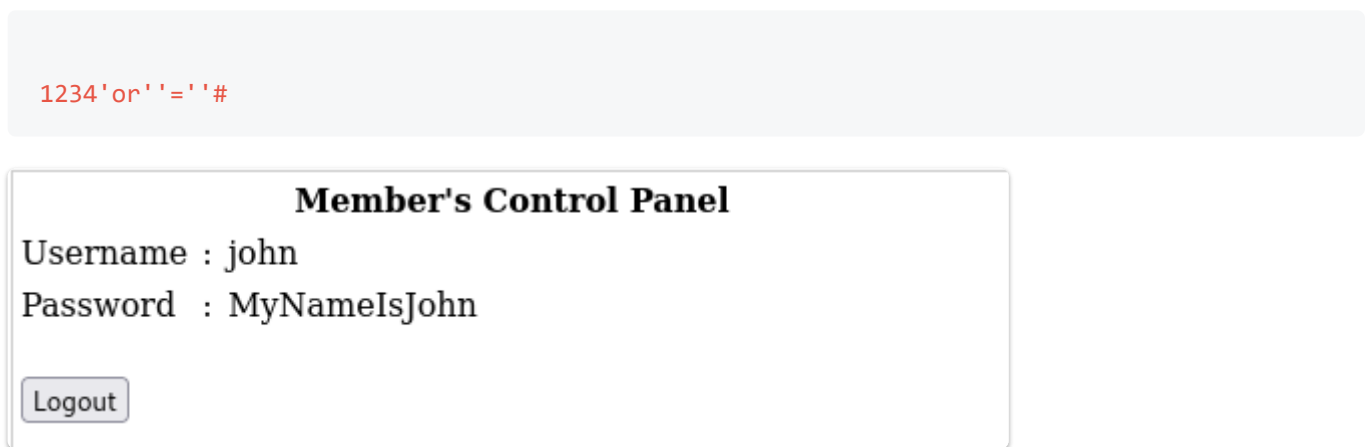 1234'or''=''#
Member's Control Panel
Username : john
Password : MyNameIsJohn
Logout